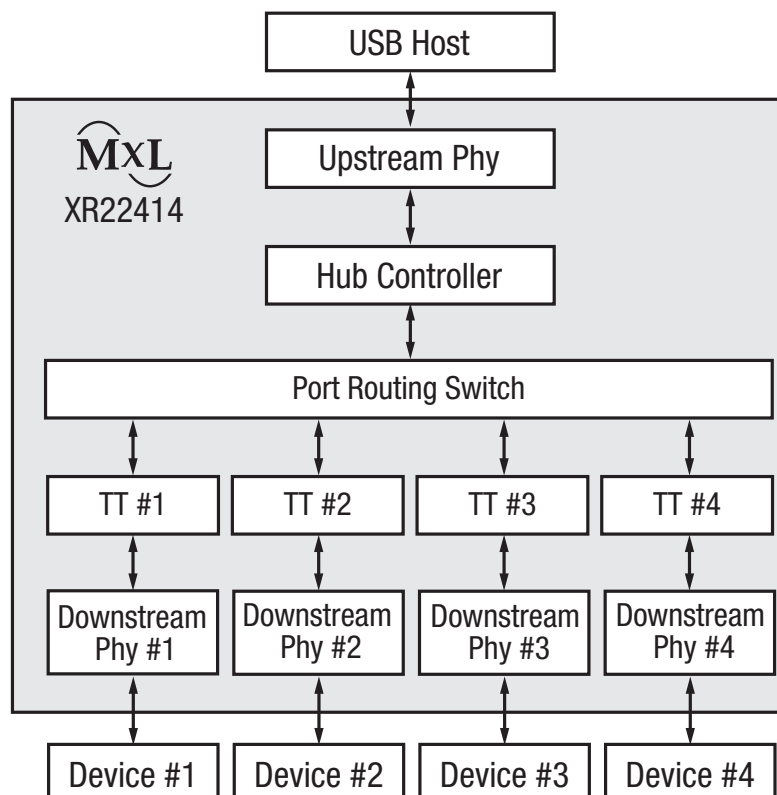 USB Host
MxL
XR22414
Upstream Phy
Hub Controller
Port Routing Switch
TT #1
TT #2
TT #3
TT #4
Downstream
Phy #1
Downstream
Phy #2
Downstream
Phy #3
Downstream
Phy #4
Device #1
Device #2
Device #3
Device #4